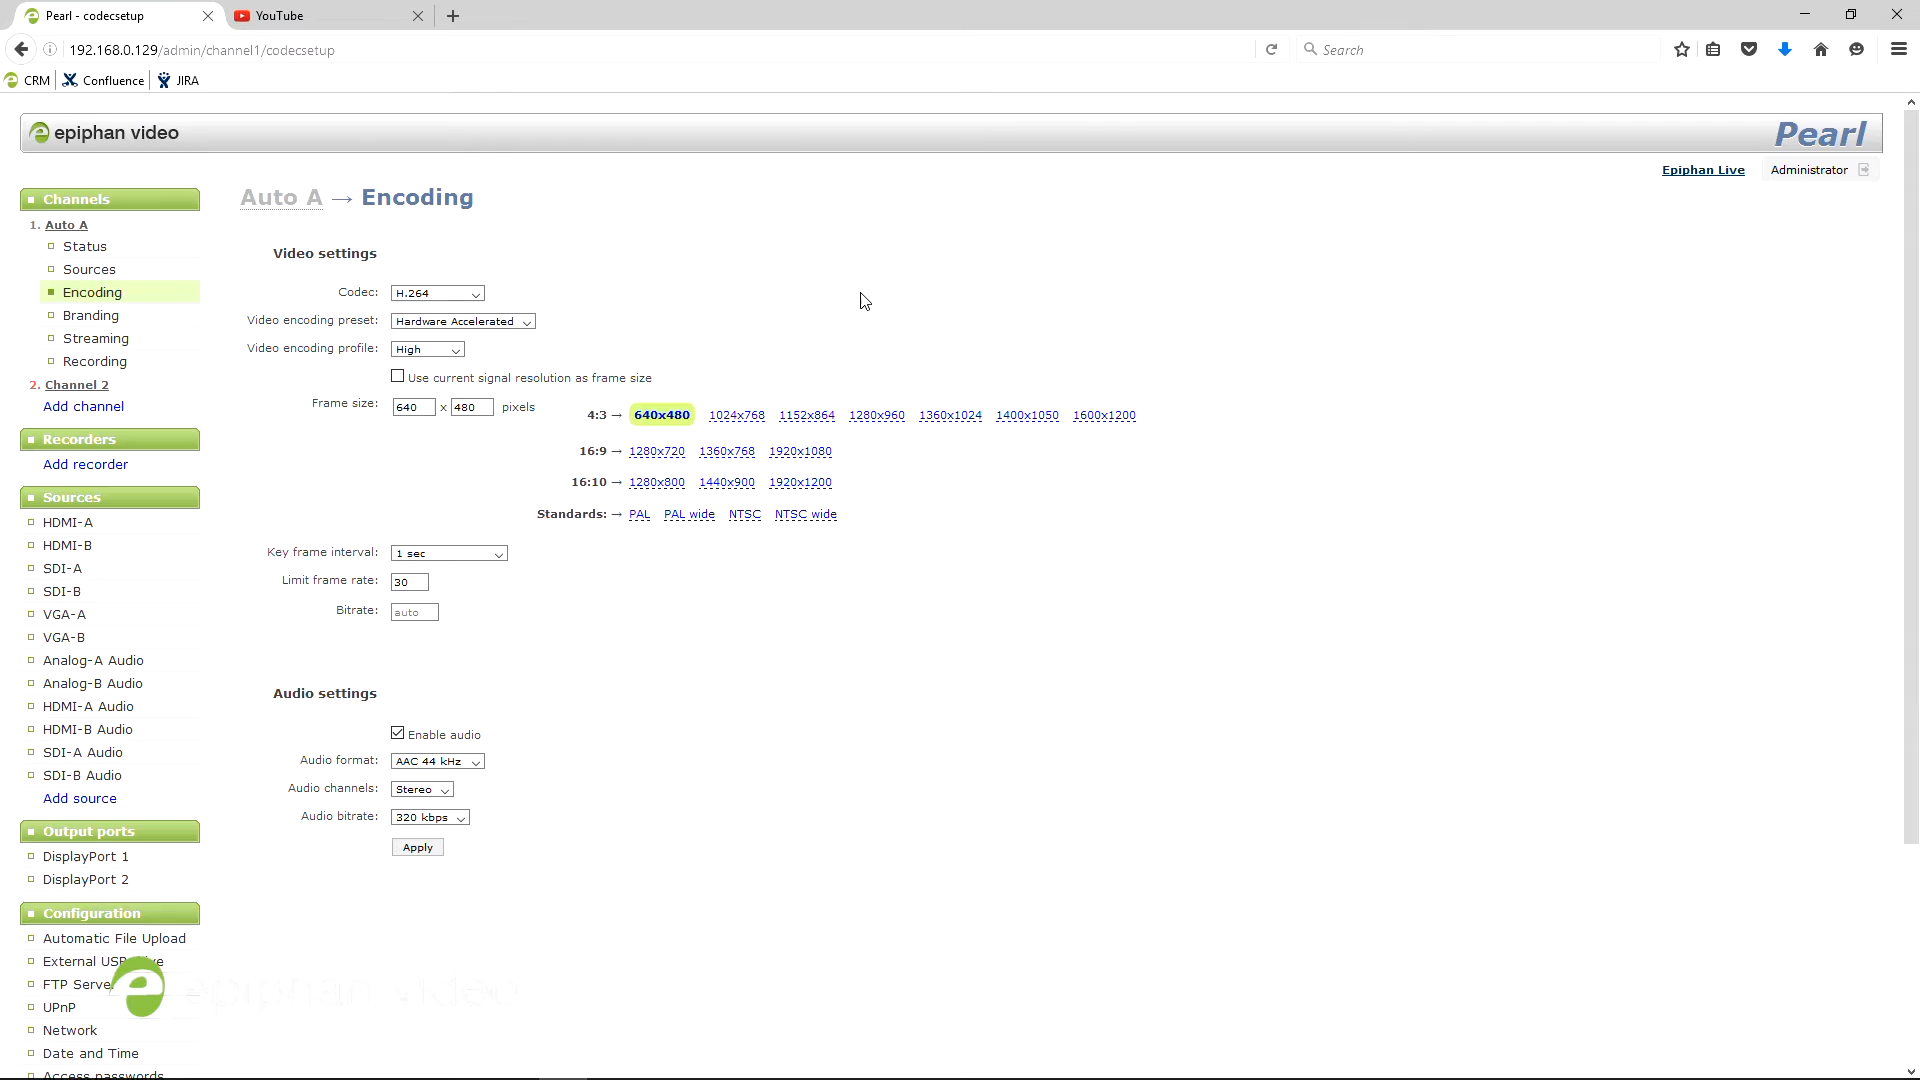 Pearl - codecsetup
YouTube
192.168.0.129/admin/channel1/codecsetup
Search
CRM
Confluence
JIRA
epiphan video
Pearl
Epiphan Live
Administrator
Channels
1. Auto A
Status
Sources
Encoding
Branding
Streaming
Recording
2. Channel 2
Add channel
Recorders
Add recorder
Sources
HDMI-A
HDMI-B
SDI-A
SDI-B
VGA-A
VGA-B
Analog-A Audio
Analog-B Audio
HDMI-A Audio
HDMI-B Audio
SDI-A Audio
SDI-B Audio
Add source
Output ports
DisplayPort 1
DisplayPort 2
Configuration
Automatic File Upload
External USB
FTP Server
UPnP
Network
Date and Time
Access passwords
Auto A → Encoding
Video settings
Codec: H.264
Video encoding preset: Hardware Accelerated
Video encoding profile: High
Use current signal resolution as frame size
Frame size: 640 x 480 pixels
4:3 → 640x480 1024x768 1152x864 1280x960 1360x1024 1400x1050 1600x1200
16:9 → 1280x720 1360x768 1920x1080
16:10 → 1280x800 1440x900 1920x1200
Standards: → PAL PAL wide NTSC NTSC wide
Key frame interval: 1 sec
Limit frame rate: 30
Bitrate: auto
Audio settings
Enable audio
Audio format: AAC 44 kHz
Audio channels: Stereo
Audio bitrate: 320 kbps
Apply